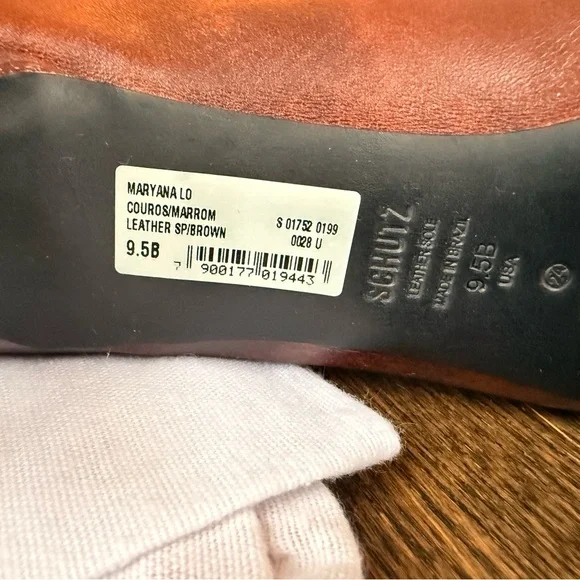 MARYANA LO
COUROS/MARROM
LEATHER SP/BROWN
9.5B
S 01752 0199
0028 U
7 900177 019443
SCHUTZ
LEATHER SOLE
MADE IN BRAZIL
9.5B
USA
24